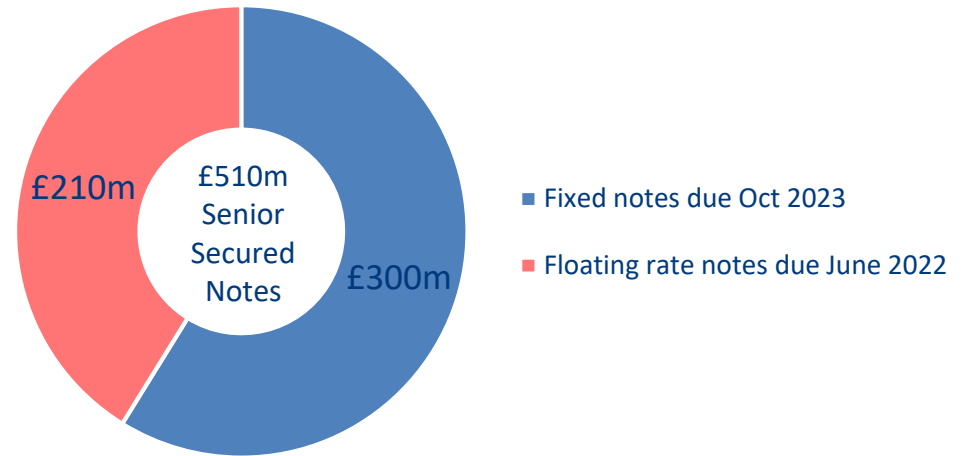 £210m
£510m
Senior
Secured
Notes
£300m
Fixed notes due Oct 2023
Floating rate notes due June 2022